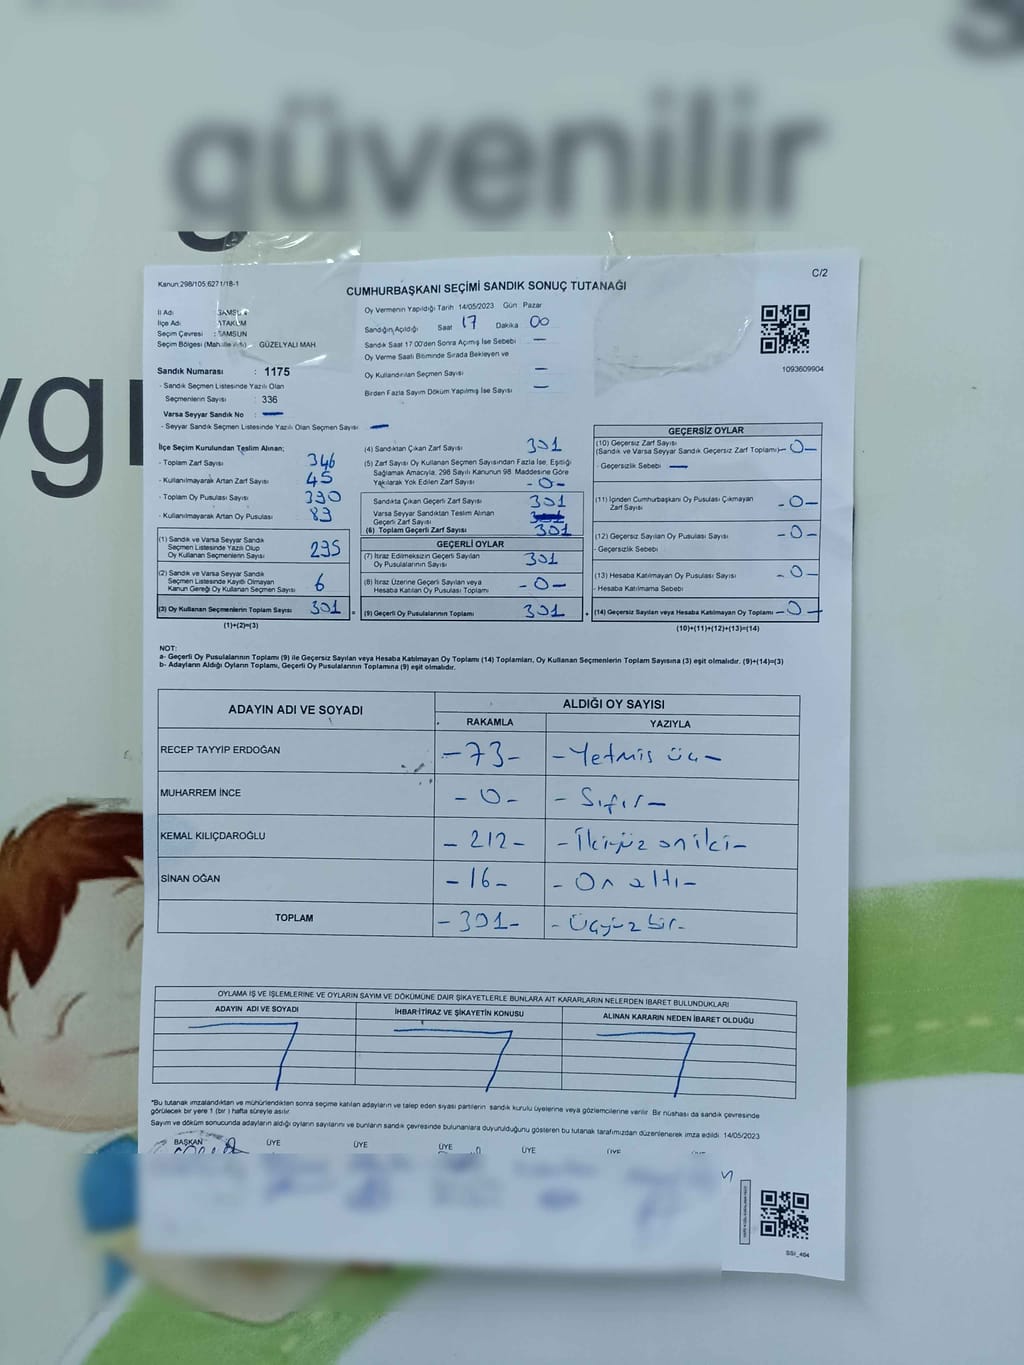 güvenilir
yg
Kanun:298/105;6271/18-1
C/2
CUMHURBAŞKANI SEÇİMİ SANDIK SONUÇ TUTANAĞI
İl Adı : SAMSUN
İlçe Adı : ATAKUM
Seçim Çevresi : SAMSUN
Seçim Bölgesi GÜZELYALI MAH
Oy Vermenin Yapıldığı Tarih 14/05/2023 Gün Pazar
Sandığın Açıldığı Saat 17 Dakika 00
Sandık Saat 17.00'den Sonra Açılmış İse Sebebi —
Oy Verme Saati Bitiminde Sırada Bekleyen ve
Oy Kullandırılan Seçmen Sayısı —
Birden Fazla Sayım Döküm Yapılmış İse Sayısı —
1093609904
Sandık Numarası : 1175
- Sandık Seçmen Listesinde Yazılı Olan
Seçmenlerin Sayısı : 336
Varsa Seyyar Sandık No : —
- Seyyar Sandık Seçmen Listesinde Yazılı Olan Seçmen Sayısı —
İlçe Seçim Kurulundan Teslim Alınan;
- Toplam Zarf Sayısı 346
- Kullanılmayarak Artan Zarf Sayısı 45
- Toplam Oy Pusulası Sayısı 390
- Kullanılmayarak Artan Oy Pusulası 89
(1) Sandık ve Varsa Seyyar Sandık
Seçmen Listesinde Yazılı Olup
Oy Kullanan Seçmenlerin Sayısı 295
(2) Sandık ve Varsa Seyyar Sandık
Seçmen Listesinde Kayıtlı Olmayan
Kanun Gereği Oy Kullanan Seçmen Sayısı 6
(3) Oy Kullanan Seçmenlerin Toplam Sayısı 301 =
(1)+(2)=(3)
(4) Sandıktan Çıkan Zarf Sayısı 301
(5) Zarf Sayısı Oy Kullanan Seçmen Sayısından Fazla İse, Eşitliği
Sağlamak Amacıyla, 298 Sayılı Kanunun 98. Maddesine Göre
Yakılarak Yok Edilen Zarf Sayısı -0-
Sandıkta Çıkan Geçerli Zarf Sayısı 301
Varsa Seyyar Sandıktan Teslim Alınan
Geçerli Zarf Sayısı
(6) Toplam Geçerli Zarf Sayısı 301
GEÇERLİ OYLAR
(7) İtiraz Edilmeksizin Geçerli Sayılan
Oy Pusulalarının Sayısı 301
(8) İtiraz Üzerine Geçerli Sayılan veya
Hesaba Katılan Oy Pusulası Toplamı -0-
(9) Geçerli Oy Pusulalarının Toplamı 301 +
GEÇERSİZ OYLAR
(10) Geçersiz Zarf Sayısı
(Sandık ve Varsa Seyyar Sandık Geçersiz Zarf Toplamı) -0-
- Geçersizlik Sebebi —
(11) İçinden Cumhurbaşkanı Oy Pusulası Çıkmayan
Zarf Sayısı -0-
(12) Geçersiz Sayılan Oy Pusulası Sayısı -0-
- Geçersizlik Sebebi
(13) Hesaba Katılmayan Oy Pusulası Sayısı -0-
- Hesaba Katılmama Sebebi
(14) Geçersiz Sayılan veya Hesaba Katılmayan Oy Toplamı -0-
(10)+(11)+(12)+(13)=(14)
NOT:
a- Geçerli Oy Pusulalarının Toplamı (9) ile Geçersiz Sayılan veya Hesaba Katılmayan Oy Toplamı (14) Toplamları, Oy Kullanan Seçmenlerin Toplam Sayısına (3) eşit olmalıdır. (9)+(14)=(3)
b- Adayların Aldığı Oyların Toplamı, Geçerli Oy Pusulalarının Toplamına (9) eşit olmalıdır.
ADAYIN ADI VE SOYADI ALDIĞI OY SAYISI
RAKAMLA YAZIYLA
RECEP TAYYİP ERDOĞAN -73- -Yetmiş üç-
MUHARREM İNCE -0- -Sıfır-
KEMAL KILIÇDAROĞLU -212- -İkiyüz on iki-
SİNAN OĞAN -16- -On altı-
TOPLAM -301- -Üçyüz bir-
OYLAMA İŞ VE İŞLEMLERİNE VE OYLARIN SAYIM VE DÖKÜMÜNE DAİR ŞİKAYETLERLE BUNLARA AİT KARARLARIN NELERDEN İBARET BULUNDUKLARI
ADAYIN ADI VE SOYADI İHBAR-İTİRAZ VE ŞİKAYETİN KONUSU ALINAN KARARIN NEDEN İBARET OLDUĞU
*Bu tutanak imzalandıktan ve mühürlendikten sonra seçime katılan adayların ve talep eden siyasi partilerin sandık kurulu üyelerine veya gözlemcilerine verilir. Bir nüshası da sandık çevresinde
görülecek bir yere 1 (bir) hafta süreyle asılır.
Sayım ve döküm sonucunda adayların aldığı oyların sayılarını ve bunların sandık çevresinde bulunanlara duyurulduğunu gösteren bu tutanak tarafımızdan düzenlenerek imza edildi. 14/05/2023
BAŞKAN ÜYE ÜYE ÜYE ÜYE ÜYE ÜYE
SSİ_464